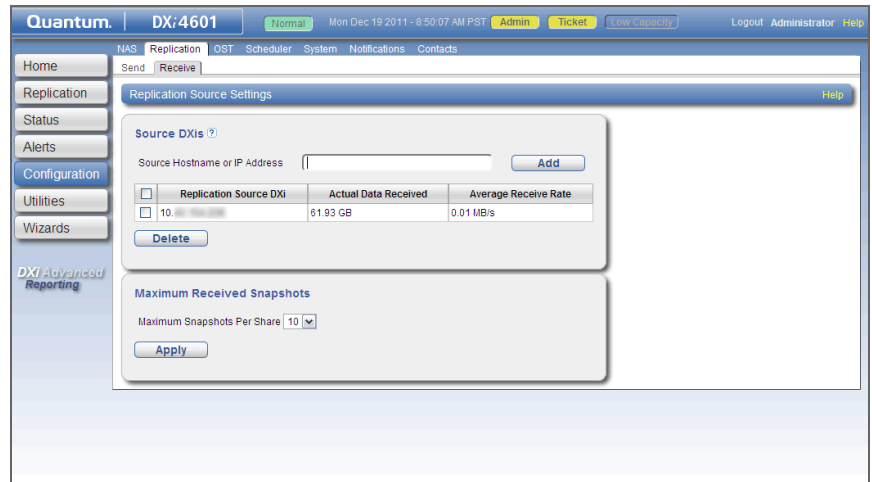 Quantum. DXi4601 Normal Mon Dec 19 2011 - 8:50:07 AM PST Admin Ticket Low Capacity Logout Administrator Help
NAS Replication OST Scheduler System Notifications Contacts
Send Receive
Home
Replication
Status
Alerts
Configuration
Utilities
Wizards
DXi Advanced
Reporting
Replication Source Settings Help
Source DXis ?
Source Hostname or IP Address Add
Replication Source DXi Actual Data Received Average Receive Rate
10. 61.93 GB 0.01 MB/s
Delete
Maximum Received Snapshots
Maximum Snapshots Per Share 10
Apply